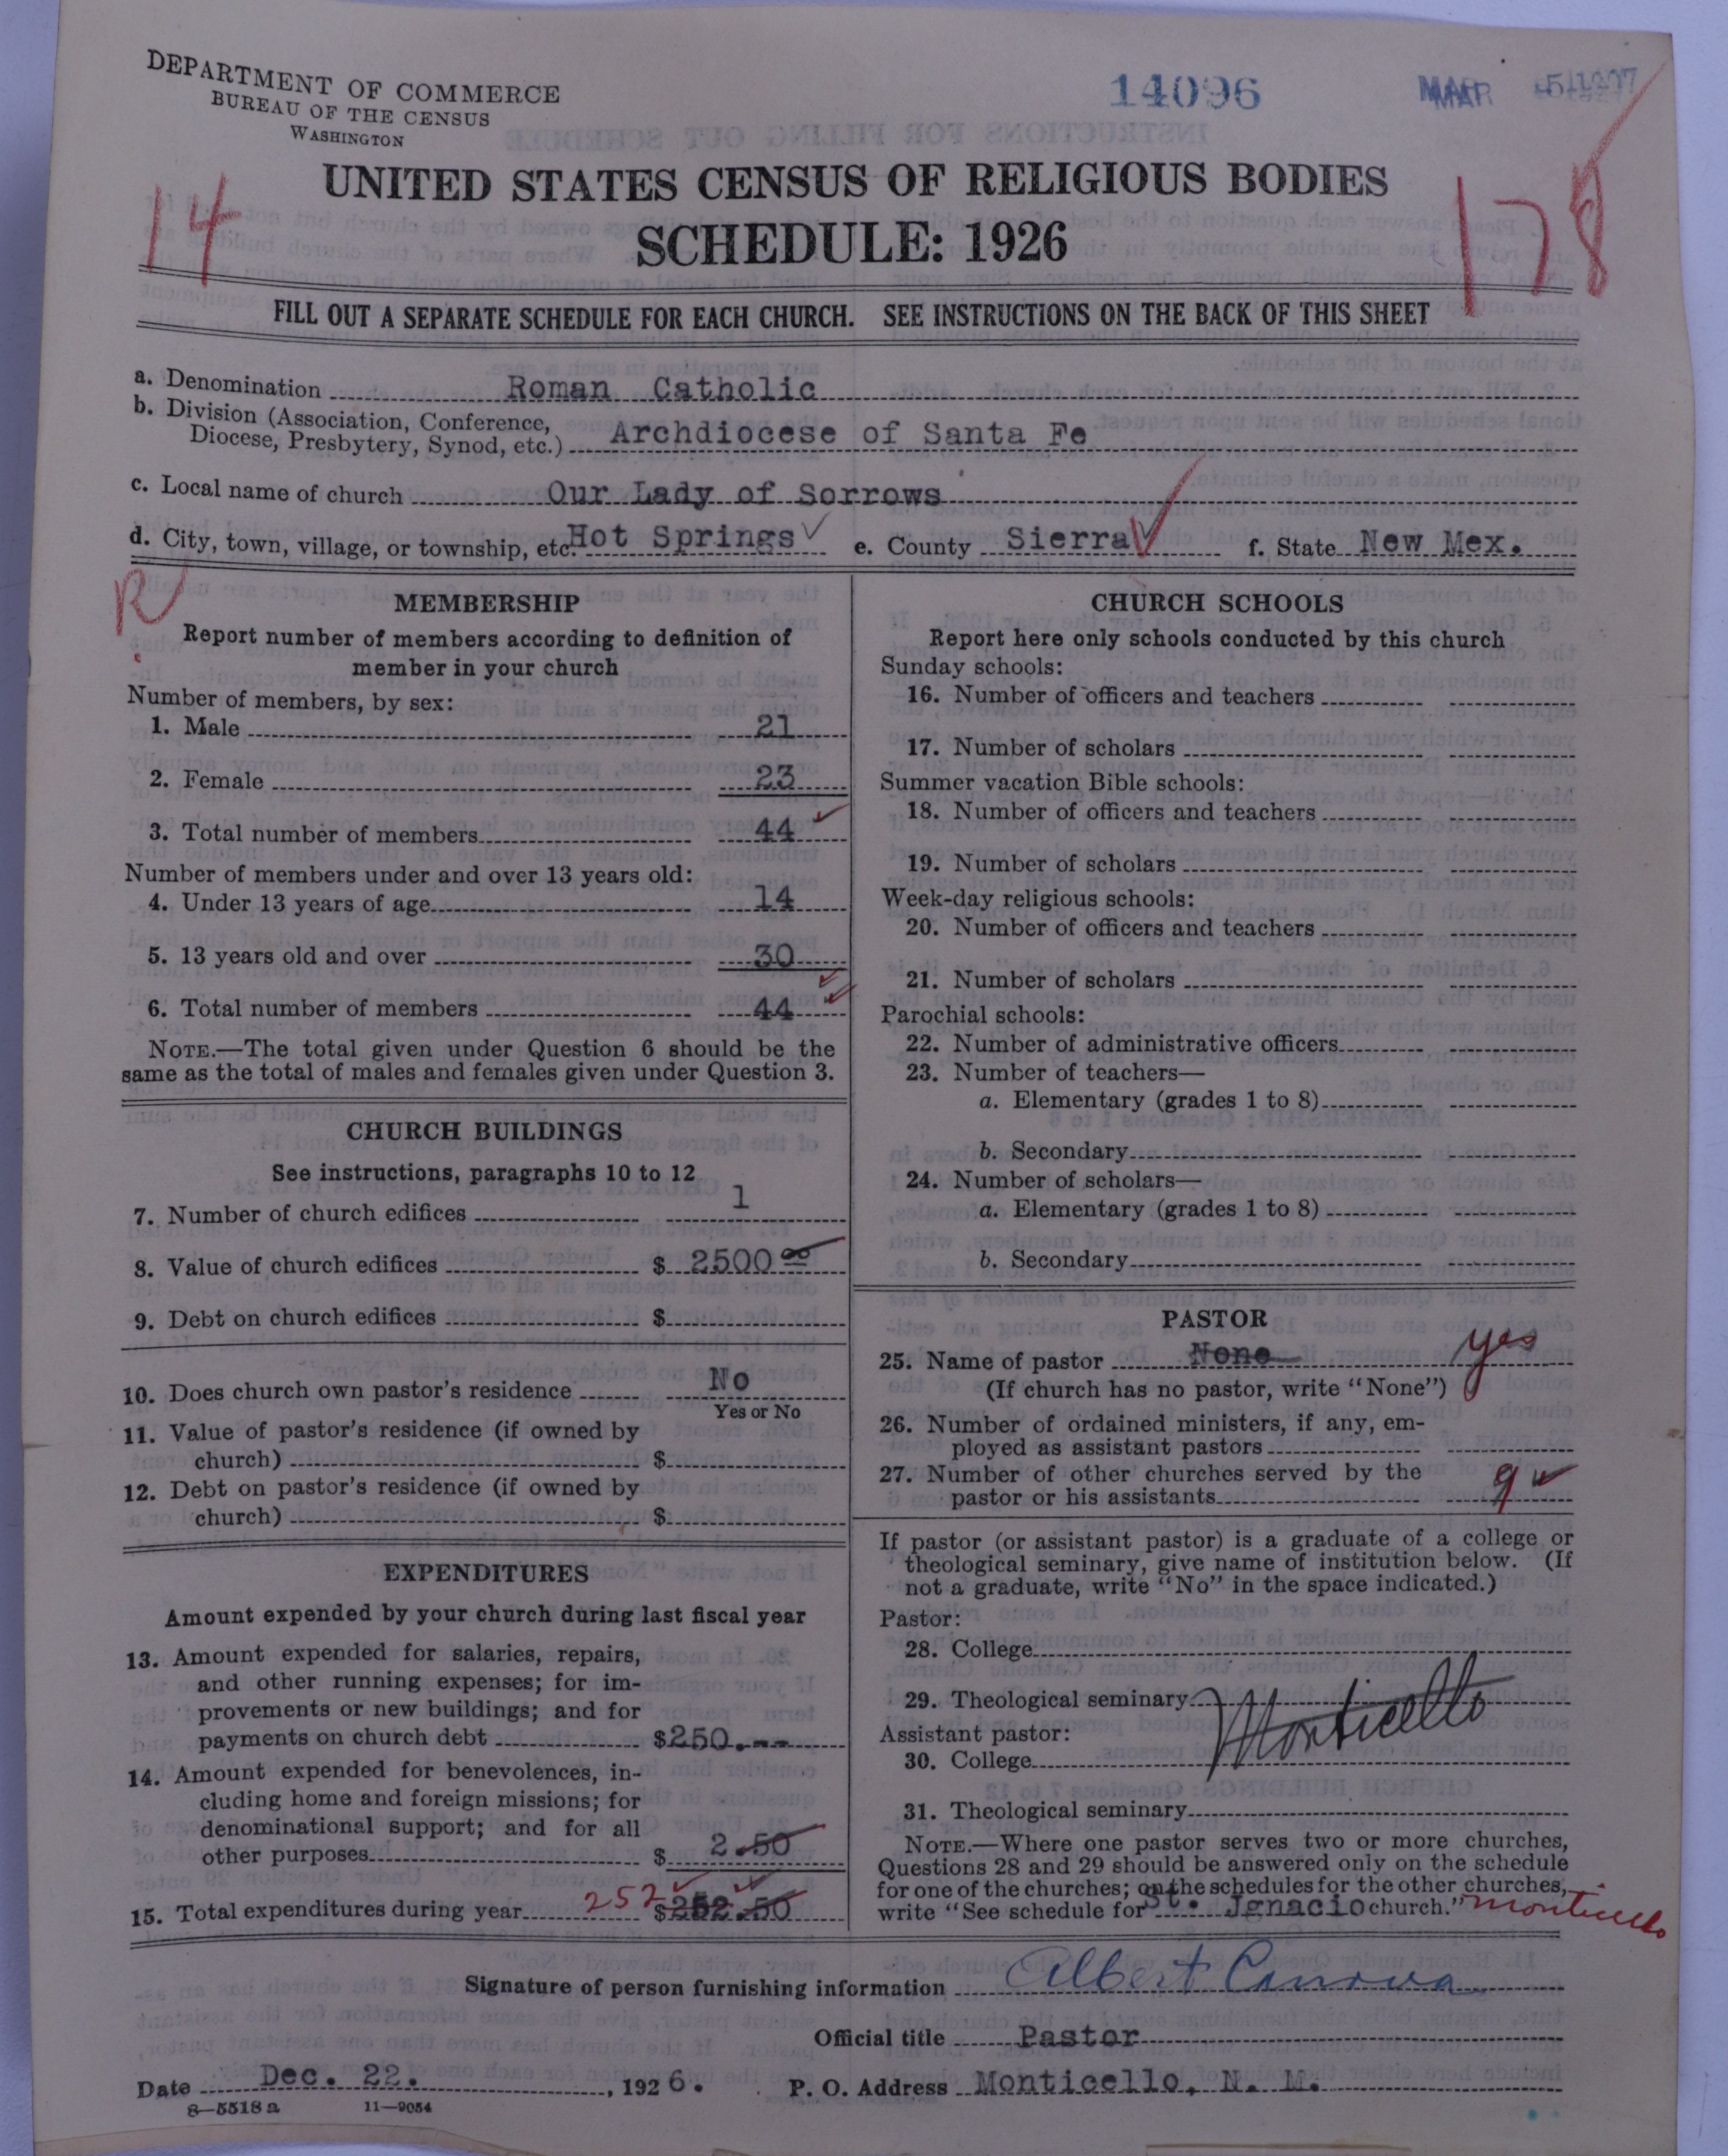 DEPARTMENT OF COMMERCE
BUREAU OF THE CENSUS
WASHINGTON
14096
MAR
UNITED STATES CENSUS OF RELIGIOUS BODIES
SCHEDULE: 1926
14
178
FILL OUT A SEPARATE SCHEDULE FOR EACH CHURCH. SEE INSTRUCTIONS ON THE BACK OF THIS SHEET
a. Denomination Roman Catholic
b. Division (Association, Conference,
Diocese, Presbytery, Synod, etc.) Archdiocese of Santa Fe
c. Local name of church Our Lady of Sorrows
d. City, town, village, or township, etc. Hot Springs ✓ e. County Sierra ✓ f. State New Mex.
R
MEMBERSHIP
Report number of members according to definition of
member in your church
Number of members, by sex:
1. Male 21
2. Female 23
3. Total number of members 44 ✓
Number of members under and over 13 years old:
4. Under 13 years of age 14
5. 13 years old and over 30
6. Total number of members 44 ✓
NOTE.—The total given under Question 6 should be the
same as the total of males and females given under Question 3.
CHURCH BUILDINGS
See instructions, paragraphs 10 to 12
7. Number of church edifices 1
8. Value of church edifices $ 2500 00
9. Debt on church edifices $
10. Does church own pastor's residence No
Yes or No
11. Value of pastor's residence (if owned by
church) $
12. Debt on pastor's residence (if owned by
church) $
EXPENDITURES
Amount expended by your church during last fiscal year
13. Amount expended for salaries, repairs,
and other running expenses; for im-
provements or new buildings; and for
payments on church debt $250.--
14. Amount expended for benevolences, in-
cluding home and foreign missions; for
denominational support; and for all
other purposes $ 2.50
15. Total expenditures during year 252 $252.50
CHURCH SCHOOLS
Report here only schools conducted by this church
Sunday schools:
16. Number of officers and teachers
17. Number of scholars
Summer vacation Bible schools:
18. Number of officers and teachers
19. Number of scholars
Week-day religious schools:
20. Number of officers and teachers
21. Number of scholars
Parochial schools:
22. Number of administrative officers
23. Number of teachers—
a. Elementary (grades 1 to 8)
b. Secondary
24. Number of scholars—
a. Elementary (grades 1 to 8)
b. Secondary
PASTOR
25. Name of pastor None yes
(If church has no pastor, write "None")
26. Number of ordained ministers, if any, em-
ployed as assistant pastors
27. Number of other churches served by the
pastor or his assistants 9 ✓
If pastor (or assistant pastor) is a graduate of a college or
theological seminary, give name of institution below. (If
not a graduate, write "No" in the space indicated.)
Pastor:
28. College
29. Theological seminary
Monticello
Assistant pastor:
30. College
31. Theological seminary
NOTE.—Where one pastor serves two or more churches,
Questions 28 and 29 should be answered only on the schedule
for one of the churches; on the schedules for the other churches,
write "See schedule for St. Jgnacio church." Monticello
Signature of person furnishing information Albert Canova
Official title Pastor
Date Dec. 22. , 1926. P. O. Address Monticello, N. M.
8—5518 a 11—9054